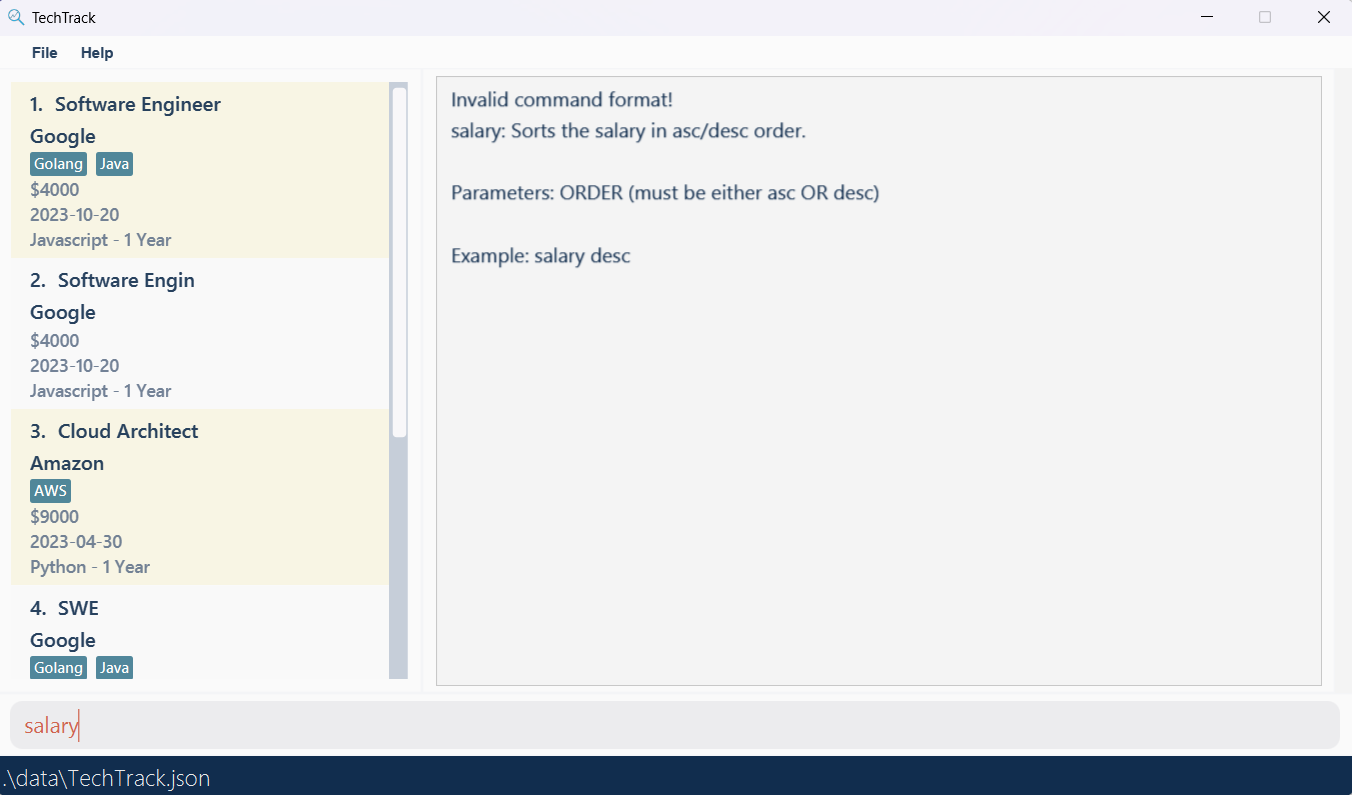 TechTrack
File Help
1. Software Engineer
Google
Golang Java
$4000
2023-10-20
Javascript - 1 Year
2. Software Engin
Google
$4000
2023-10-20
Javascript - 1 Year
3. Cloud Architect
Amazon
AWS
$9000
2023-04-30
Python - 1 Year
4. SWE
Google
Golang Java
Invalid command format!
salary: Sorts the salary in asc/desc order.
Parameters: ORDER (must be either asc OR desc)
Example: salary desc
salary
.\data\TechTrack.json